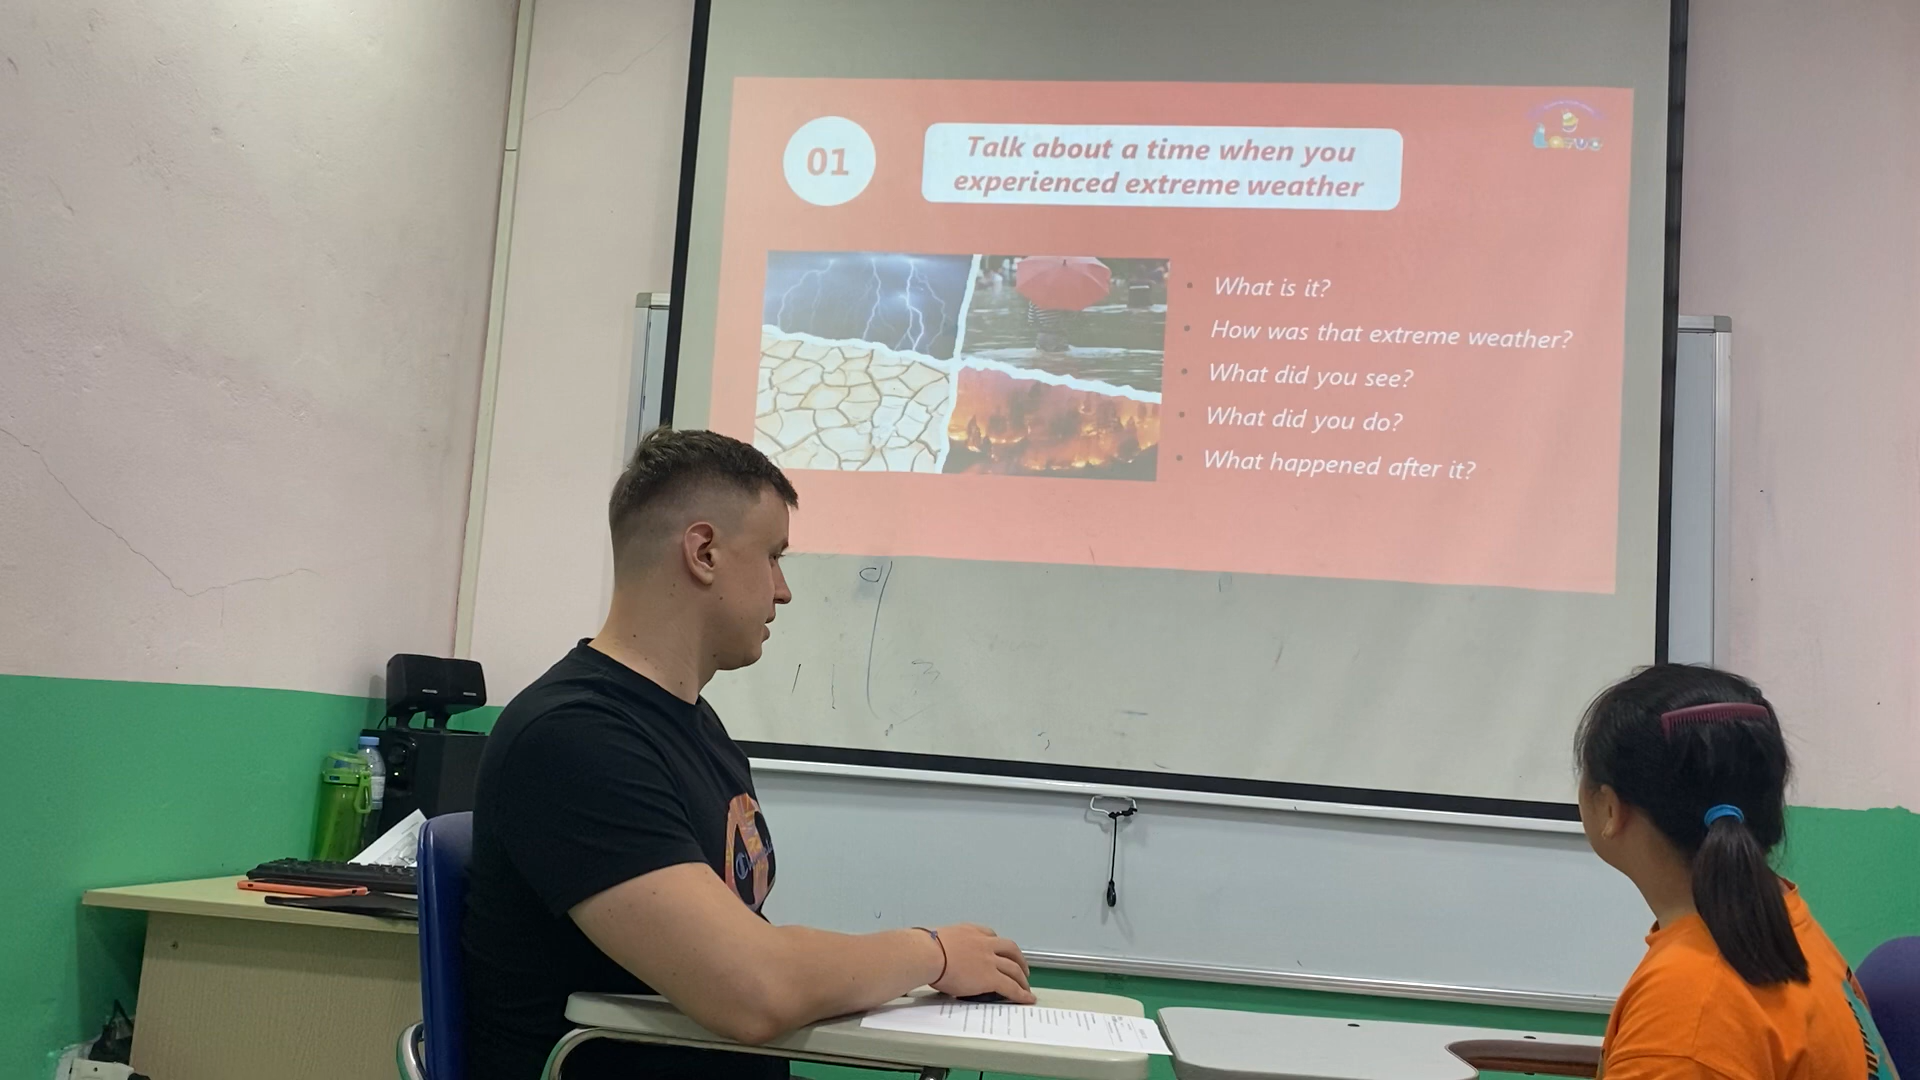 01
Talk about a time when you
experienced extreme weather
What is it?
How was that extreme weather?
What did you see?
What did you do?
What happened after it?